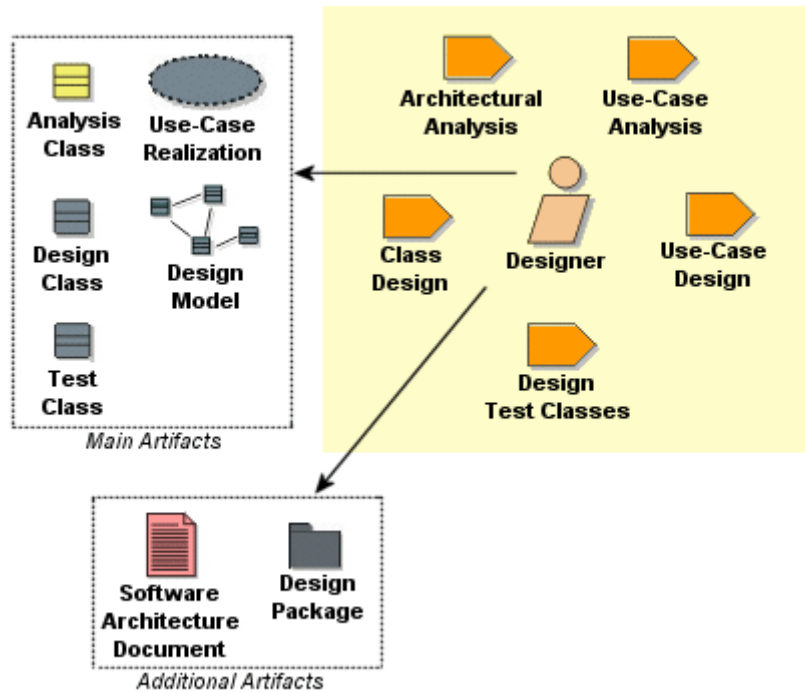 Analysis
Class
Use-Case
Realization
Design
Class
Design
Model
Test
Class
Main Artifacts
Architectural
Analysis
Use-Case
Analysis
Class
Design
Designer
Use-Case
Design
Design
Test Classes
Software
Architecture
Document
Design
Package
Additional Artifacts